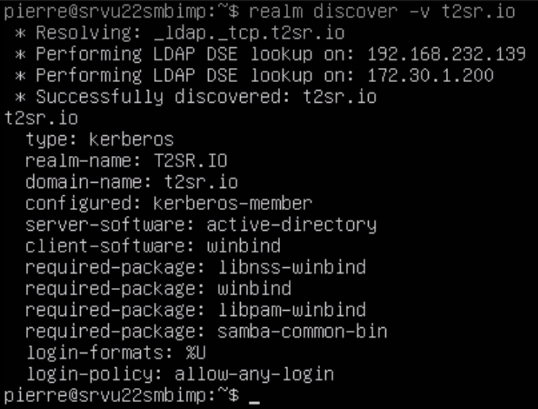 pierre@srvu22smbimp:~$ realm discover -v t2sr.io
 * Resolving: _ldap._tcp.t2sr.io
 * Performing LDAP DSE lookup on: 192.168.232.139
 * Performing LDAP DSE lookup on: 172.30.1.200
 * Successfully discovered: t2sr.io
t2sr.io
  type: kerberos
  realm-name: T2SR.IO
  domain-name: t2sr.io
  configured: kerberos-member
  server-software: active-directory
  client-software: winbind
  required-package: libnss-winbind
  required-package: winbind
  required-package: libpam-winbind
  required-package: samba-common-bin
  login-formats: %U
  login-policy: allow-any-login
pierre@srvu22smbimp:~$ _